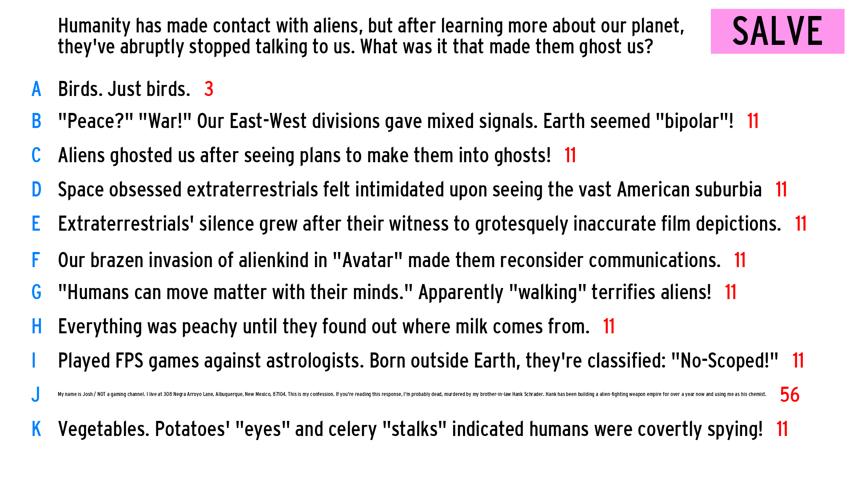 Humanity has made contact with aliens, but after learning more about our planet,
they've abruptly stopped talking to us. What was it that made them ghost us?
SALVE
A Birds. Just birds. 3
B "Peace?" "War!" Our East-West divisions gave mixed signals. Earth seemed "bipolar"! 11
C Aliens ghosted us after seeing plans to make them into ghosts! 11
D Space obsessed extraterrestrials felt intimidated upon seeing the vast American suburbia 11
E Extraterrestrials' silence grew after their witness to grotesquely inaccurate film depictions. 11
F Our brazen invasion of alienkind in "Avatar" made them reconsider communications. 11
G "Humans can move matter with their minds." Apparently "walking" terrifies aliens! 11
H Everything was peachy until they found out where milk comes from. 11
I Played FPS games against astrologists. Born outside Earth, they're classified: "No-Scoped!" 11
J My name is Josh / NOT a gaming channel. I live at 308 Negra Arroyo Lane, Albuquerque, New Mexico, 87104. This is my confession. If you're reading this response, I'm probably dead, murdered by my brother-in-law Hank Schrader. Hank has been building a alien-fighting weapon empire for over a year now and using me as his chemist. 56
K Vegetables. Potatoes' "eyes" and celery "stalks" indicated humans were covertly spying! 11